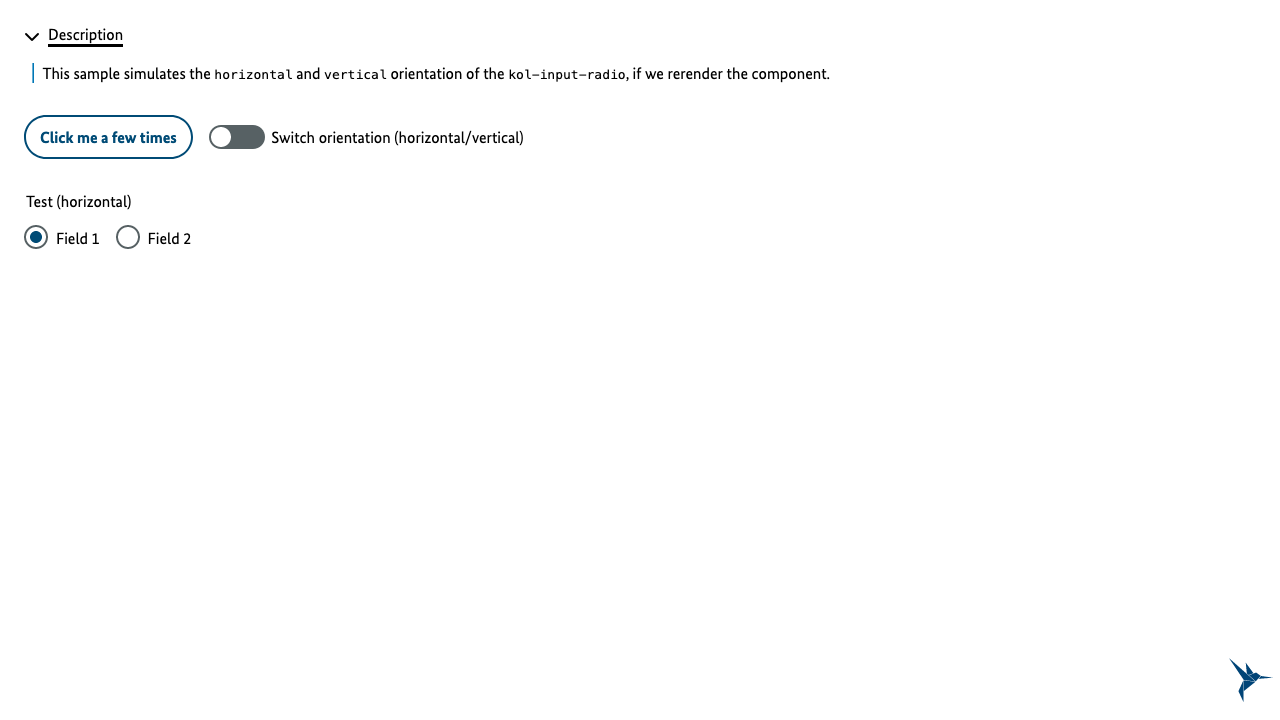 Description
This sample simulates the horizontal and vertical orientation of the kol-input-radio, if we rerender the component.
Click me a few times Switch orientation (horizontal/vertical)
Test (horizontal)
Field 1 Field 2